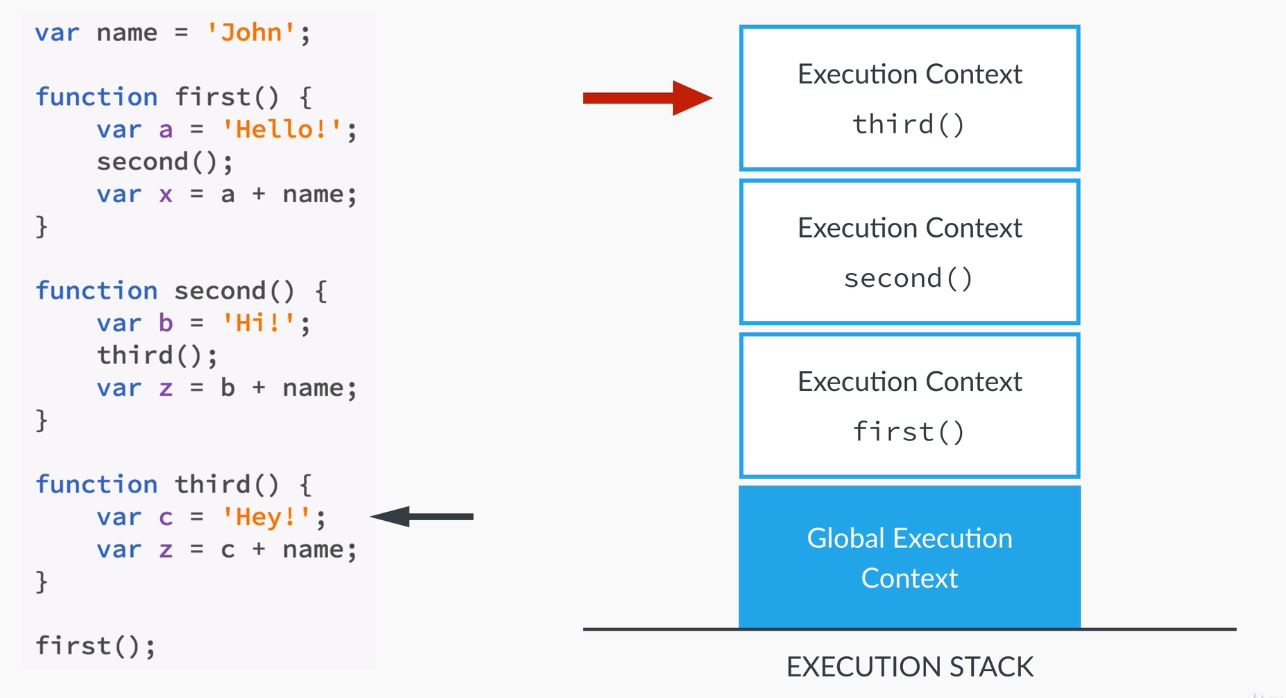 var name = 'John';
function first() {
var a = 'Hello!';
second();
var x = a + name;
}
function second() {
var b = 'Hi!';
third();
var z = b + name;
}
function third() {
var c = 'Hey!';
var z = c + name;
}
first();
Execution Context
third()
Execution Context
second()
Execution Context
first()
Global Execution
Context
EXECUTION STACK